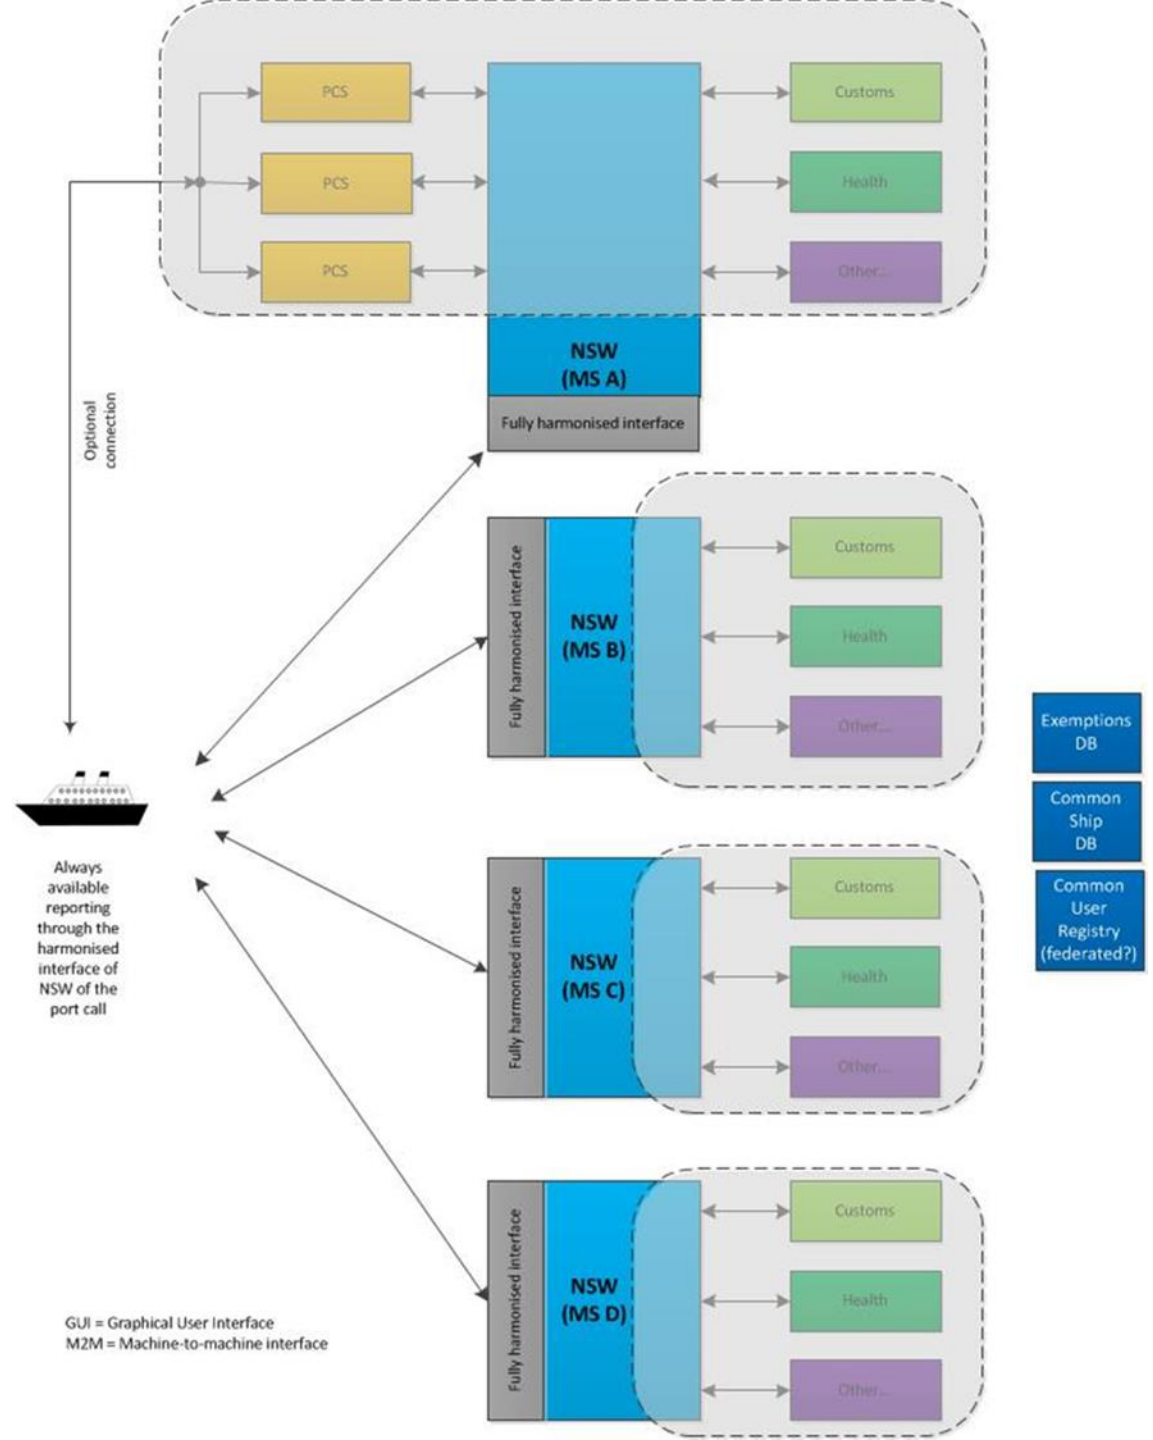 PCS
Customs
PCS
Health
PCS
Other...
NSW
(MS A)
Fully harmonised interface
Optional
connection
Fully harmonised interface
NSW
(MS B)
Customs
Health
Other...
Exemptions
DB
Common
Ship
DB
Common
User
Registry
(federated?)
Always
available
reporting
through the
harmonised
interface of
NSW of the
port call
Fully harmonised interface
NSW
(MS C)
Customs
Health
Other...
Fully harmonised interface
NSW
(MS D)
Customs
Health
Other...
GUI = Graphical User Interface
M2M = Machine-to-machine interface